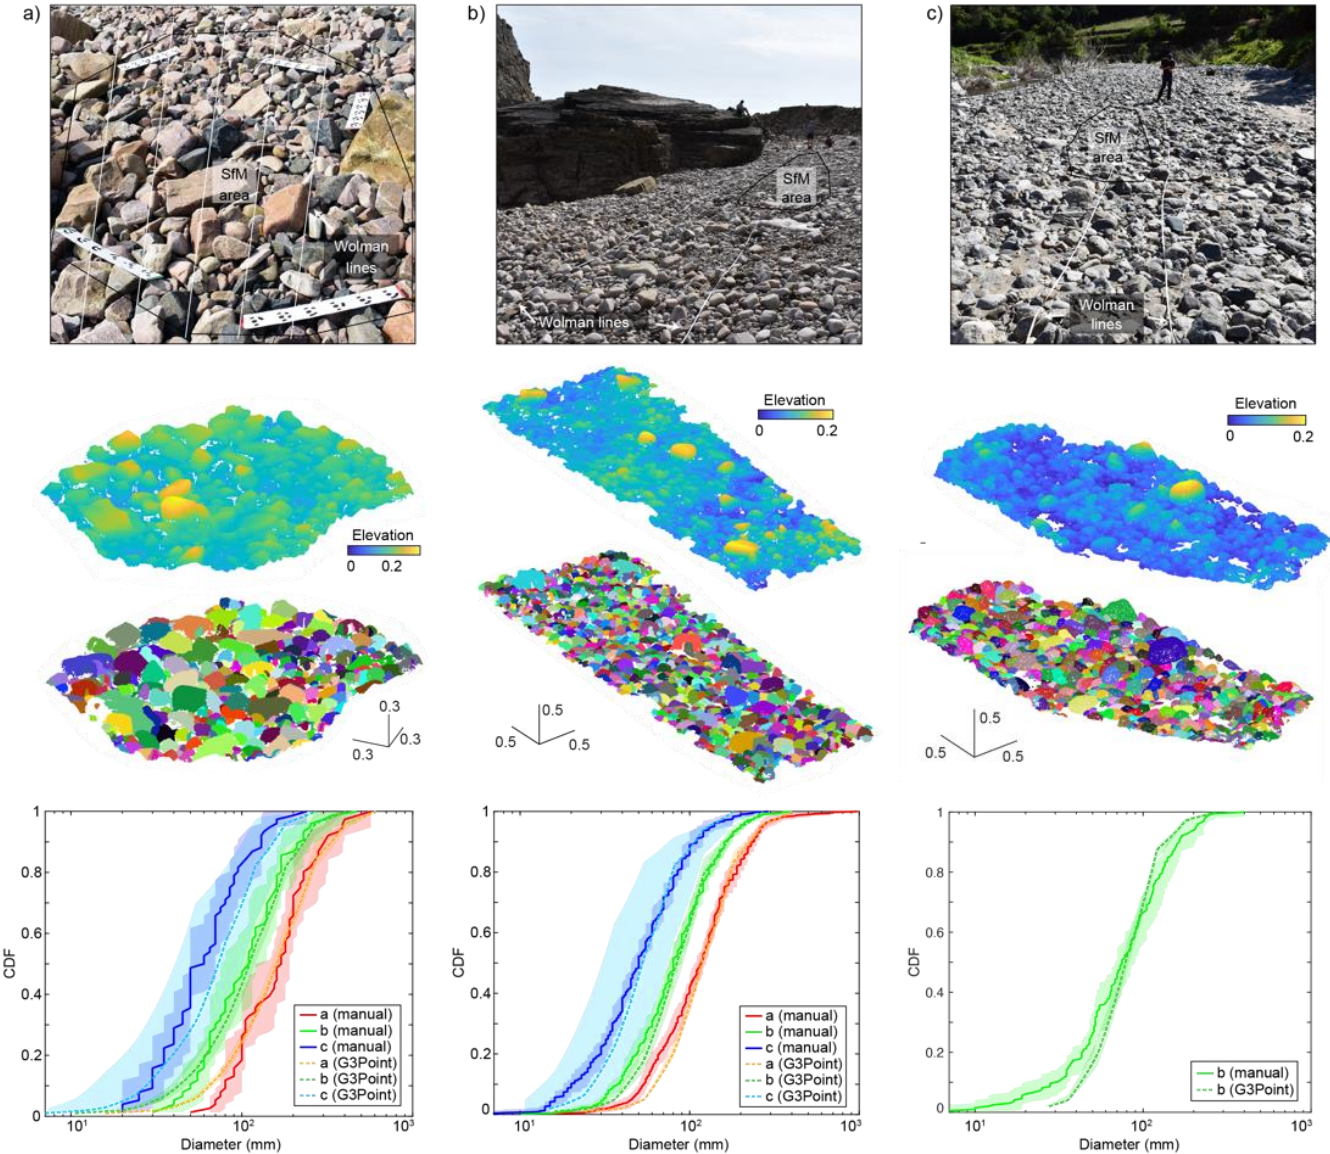 a)
b)
c)
SfM
area
Wolman
lines
SfM
area
Wolman lines
SfM
area
Wolman
lines
Elevation
0 0.2
Elevation
0 0.2
Elevation
0 0.2
0.3
0.3
0.3
0.5
0.5
0.5
0.5
0.5
0.5
1
0.8
0.6
0.4
0.2
0
CDF
a (manual)
b (manual)
c (manual)
a (G3Point)
b (G3Point)
c (G3Point)
10¹ 10² 10³
Diameter (mm)
1
0.8
0.6
0.4
0.2
0
CDF
a (manual)
b (manual)
c (manual)
a (G3Point)
b (G3Point)
c (G3Point)
10¹ 10² 10³
Diameter (mm)
1
0.8
0.6
0.4
0.2
0
CDF
b (manual)
b (G3Point)
10¹ 10² 10³
Diameter (mm)